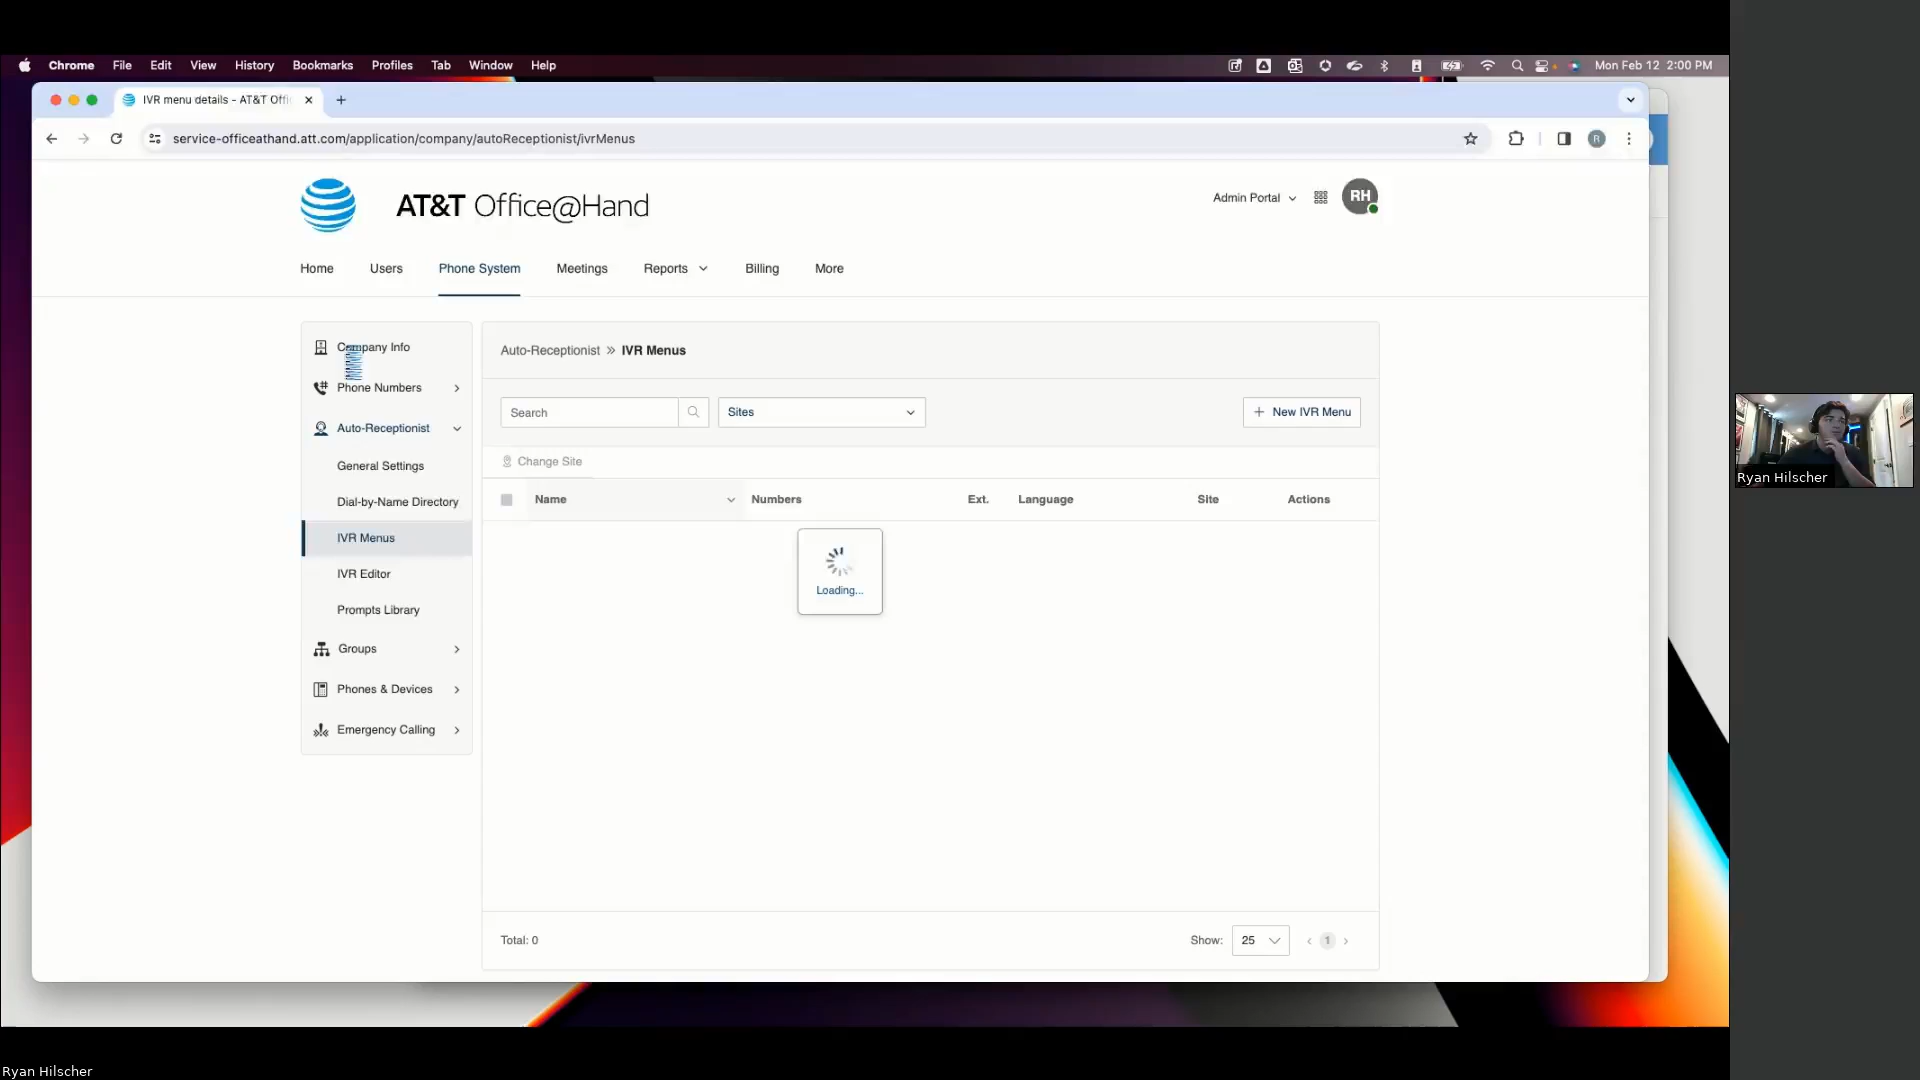 Chrome File Edit View History Bookmarks Profiles Tab Window Help Mon Feb 12 2:00 PM
IVR menu details - AT&T Offi
service-officeathand.att.com/application/company/autoReceptionist/ivrMenus R
AT&T Office@Hand
Admin Portal RH
Home Users Phone System Meetings Reports Billing More
Company Info
Phone Numbers
Auto-Receptionist
General Settings
Dial-by-Name Directory
IVR Menus
IVR Editor
Prompts Library
Groups
Phones & Devices
Emergency Calling
Auto-Receptionist » IVR Menus
Search Sites + New IVR Menu
Change Site
Name Numbers Ext. Language Site Actions
Loading...
Total: 0 Show: 25 ‹ 1 ›
Ryan Hilscher
Ryan Hilscher